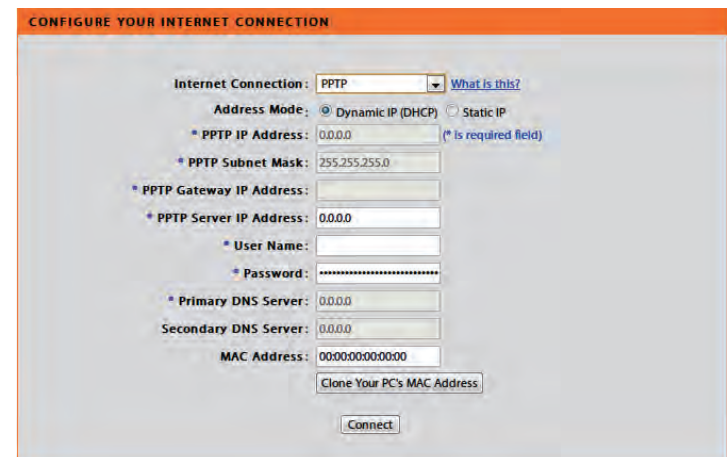 CONFIGURE YOUR INTERNET CONNECTION
Internet Connection: PPTP What is this?
Address Mode: Dynamic IP (DHCP) Static IP
* PPTP IP Address: 0.0.0.0 (* is required field)
* PPTP Subnet Mask: 255.255.255.0
* PPTP Gateway IP Address:
* PPTP Server IP Address: 0.0.0.0
* User Name:
* Password: ••••••••••••••••••••••••••••
* Primary DNS Server: 0.0.0.0
Secondary DNS Server: 0.0.0.0
MAC Address: 00:00:00:00:00:00
Clone Your PC's MAC Address
Connect